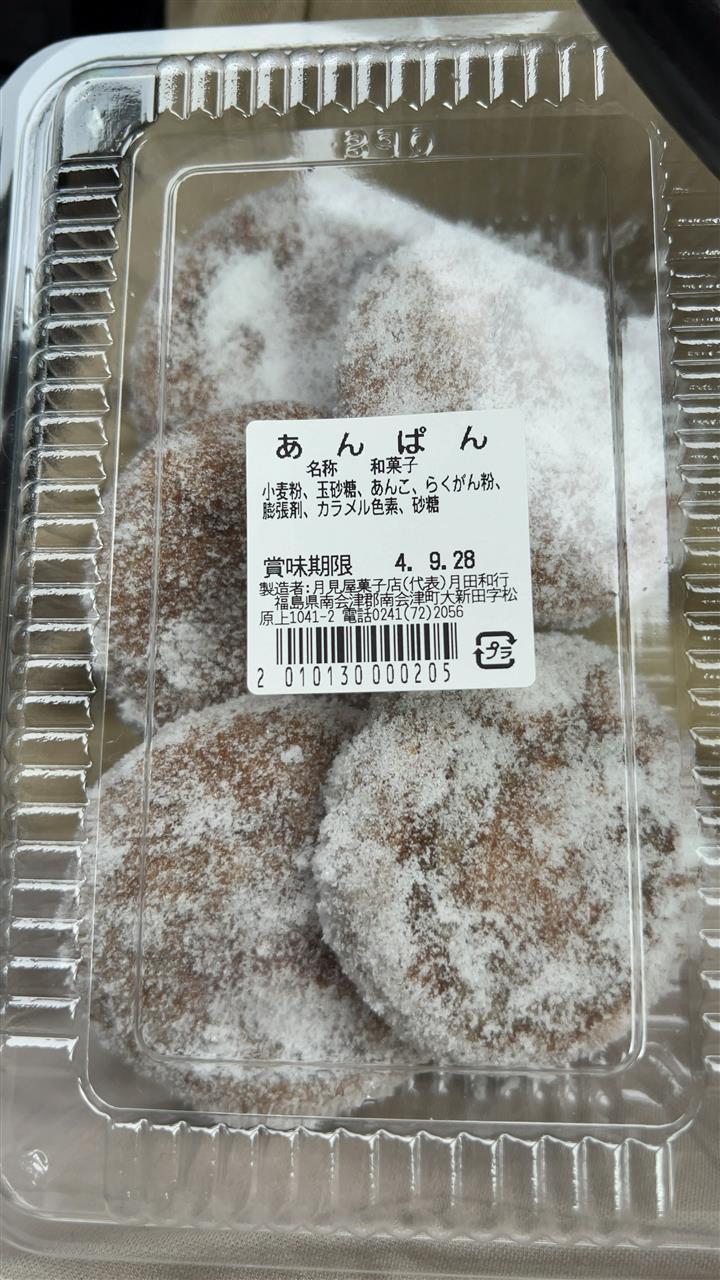 230
あんぱん
名称 和菓子
小麦粉、玉砂糖、あんこ、らくがん粉、
膨張剤、カラメル色素、砂糖
賞味期限 4. 9.28
製造者:月見屋菓子店(代表)月田和行
福島県南会津郡南会津町大新田字松
原上1041-2 電話0241(72)2056
プラ
2 010130 000205